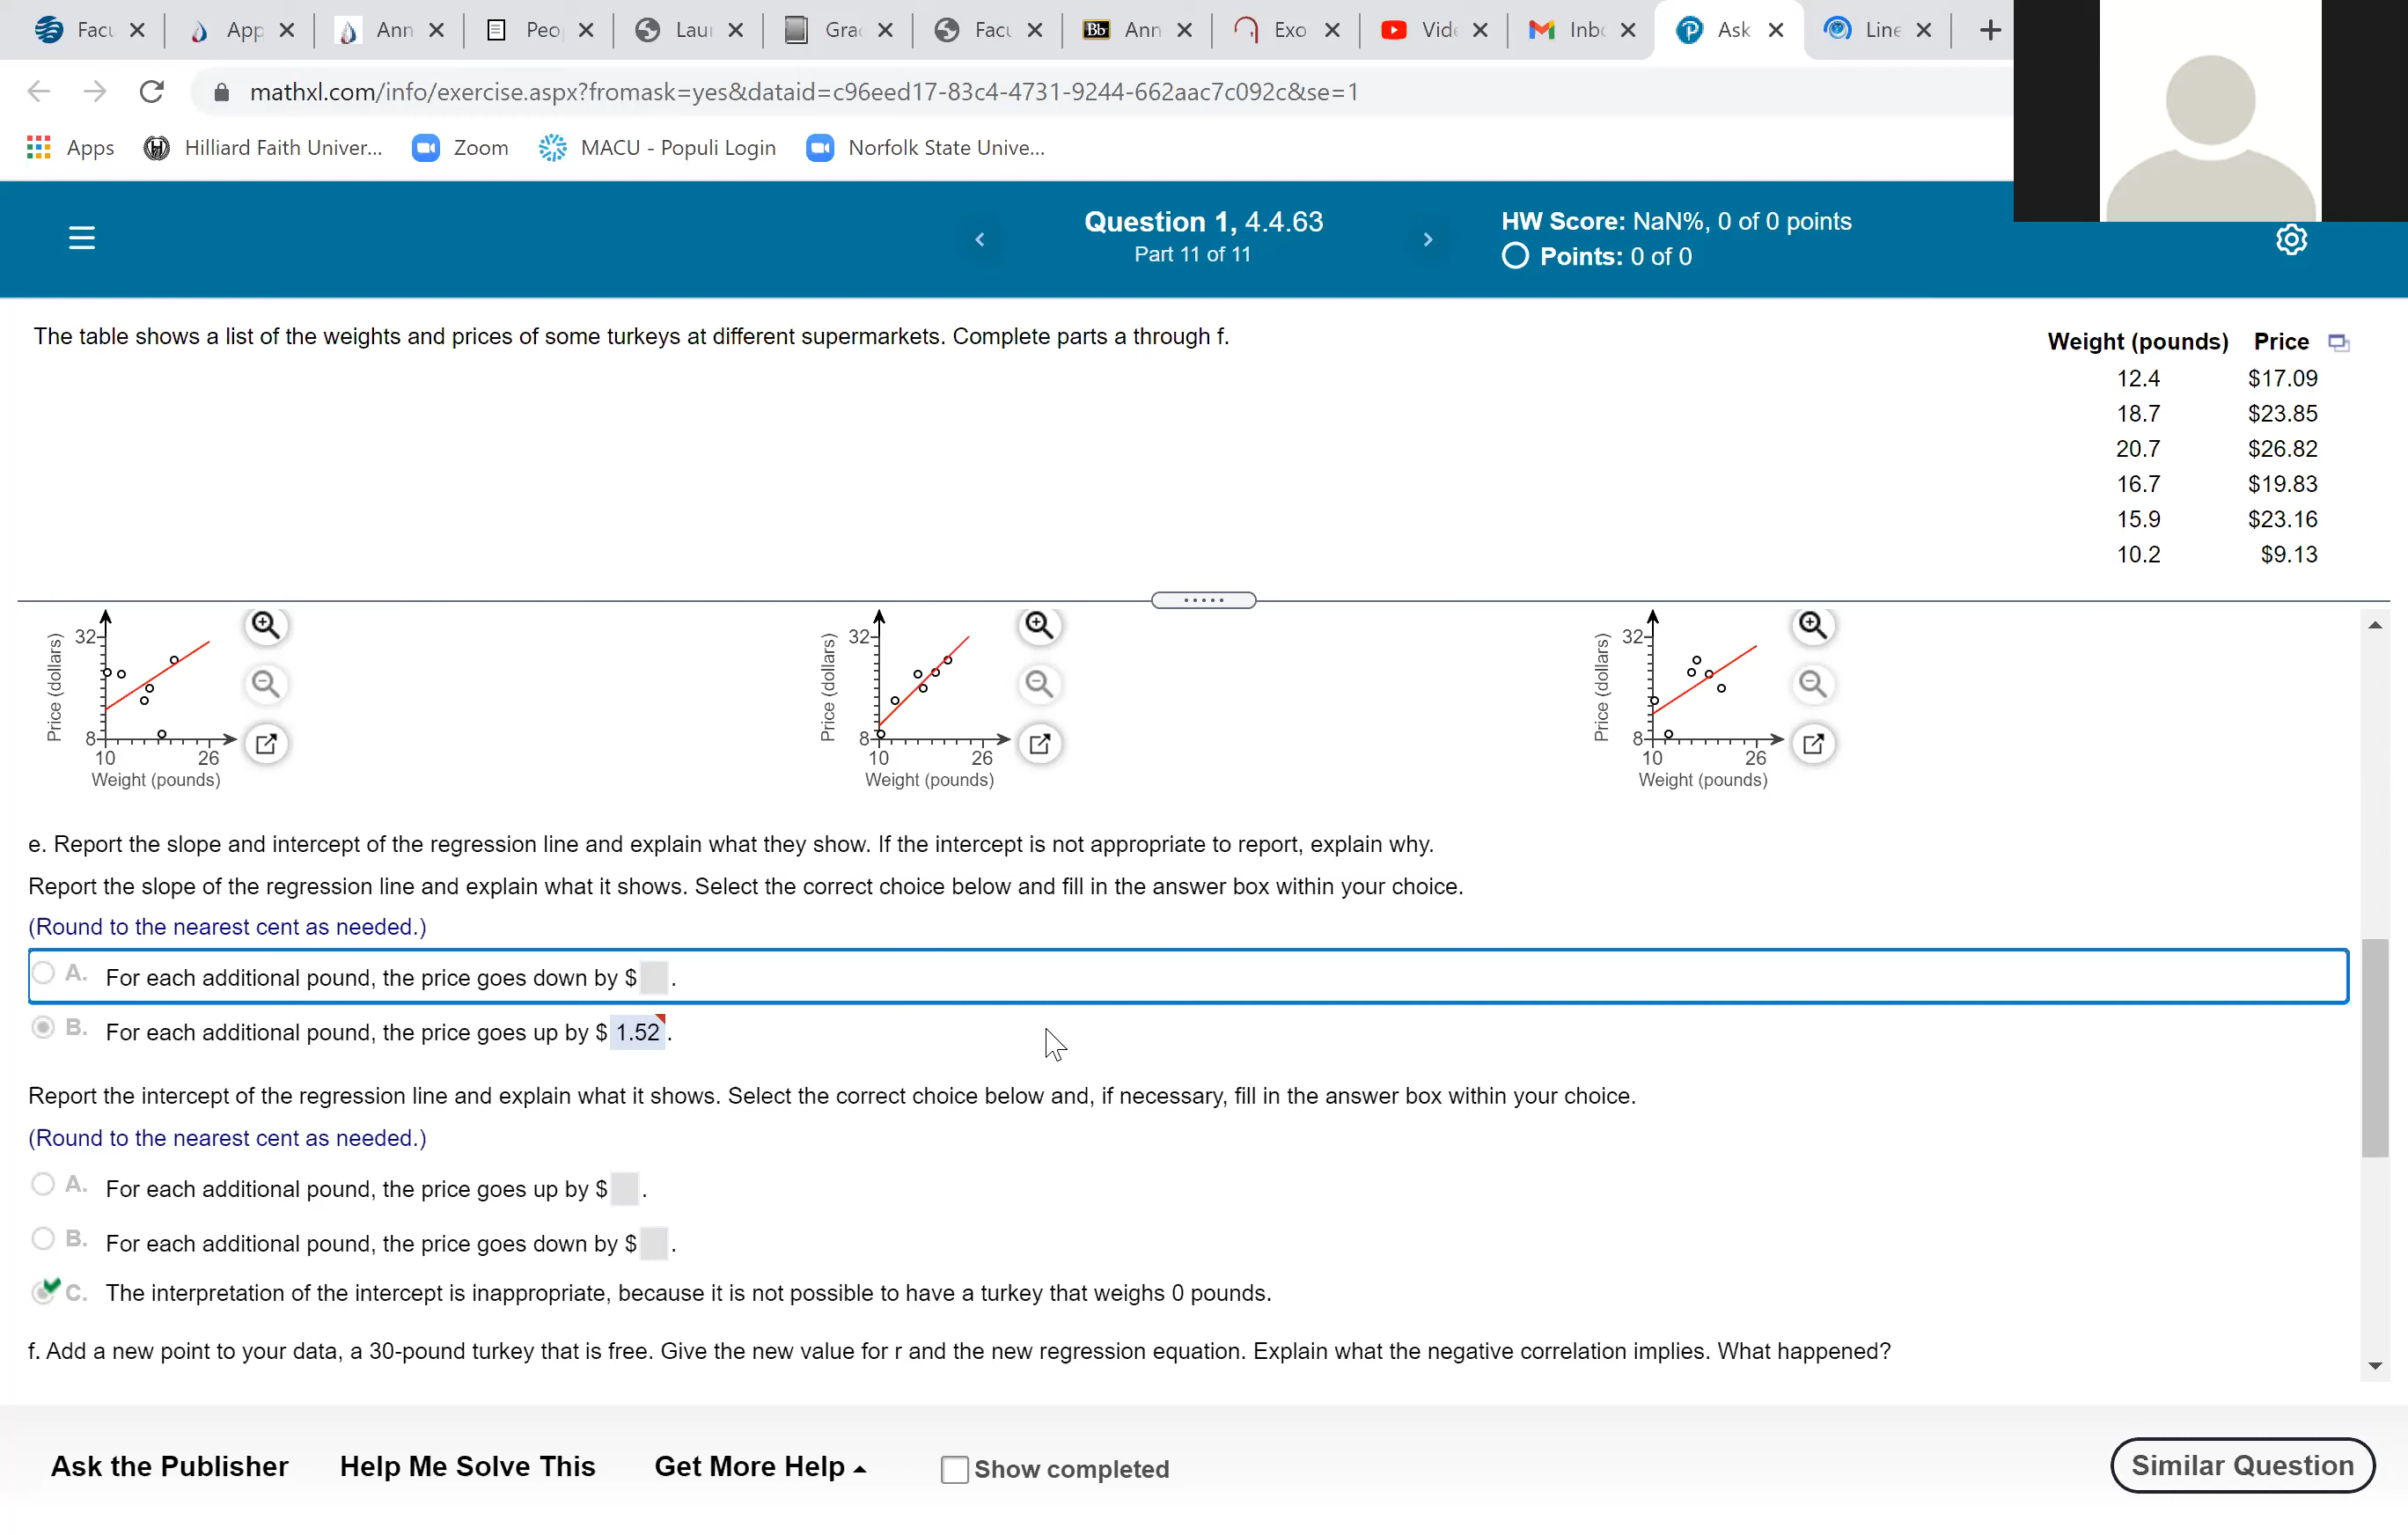 Facu App Ann Peo Lau Grac Facu Ann Exo Vide Inbo Ask Line
mathxl.com/info/exercise.aspx?fromask=yes&dataid=c96eed17-83c4-4731-9244-662aac7c092c&se=1
Apps Hilliard Faith Univer... Zoom MACU - Populi Login Norfolk State Unive...
Question 1, 4.4.63
Part 11 of 11
HW Score: NaN%, 0 of 0 points
Points: 0 of 0
The table shows a list of the weights and prices of some turkeys at different supermarkets. Complete parts a through f.
Weight (pounds) Price
12.4 $17.09
18.7 $23.85
20.7 $26.82
16.7 $19.83
15.9 $23.16
10.2 $9.13
Price (dollars)
32
8
10 26
Weight (pounds)
Price (dollars)
32
8
10 26
Weight (pounds)
Price (dollars)
32
8
10 26
Weight (pounds)
e. Report the slope and intercept of the regression line and explain what they show. If the intercept is not appropriate to report, explain why.
Report the slope of the regression line and explain what it shows. Select the correct choice below and fill in the answer box within your choice.
(Round to the nearest cent as needed.)
A. For each additional pound, the price goes down by $ .
B. For each additional pound, the price goes up by $ 1.52 .
Report the intercept of the regression line and explain what it shows. Select the correct choice below and, if necessary, fill in the answer box within your choice.
(Round to the nearest cent as needed.)
A. For each additional pound, the price goes up by $ .
B. For each additional pound, the price goes down by $ .
C. The interpretation of the intercept is inappropriate, because it is not possible to have a turkey that weighs 0 pounds.
f. Add a new point to your data, a 30-pound turkey that is free. Give the new value for r and the new regression equation. Explain what the negative correlation implies. What happened?
Ask the Publisher Help Me Solve This Get More Help Show completed Similar Question